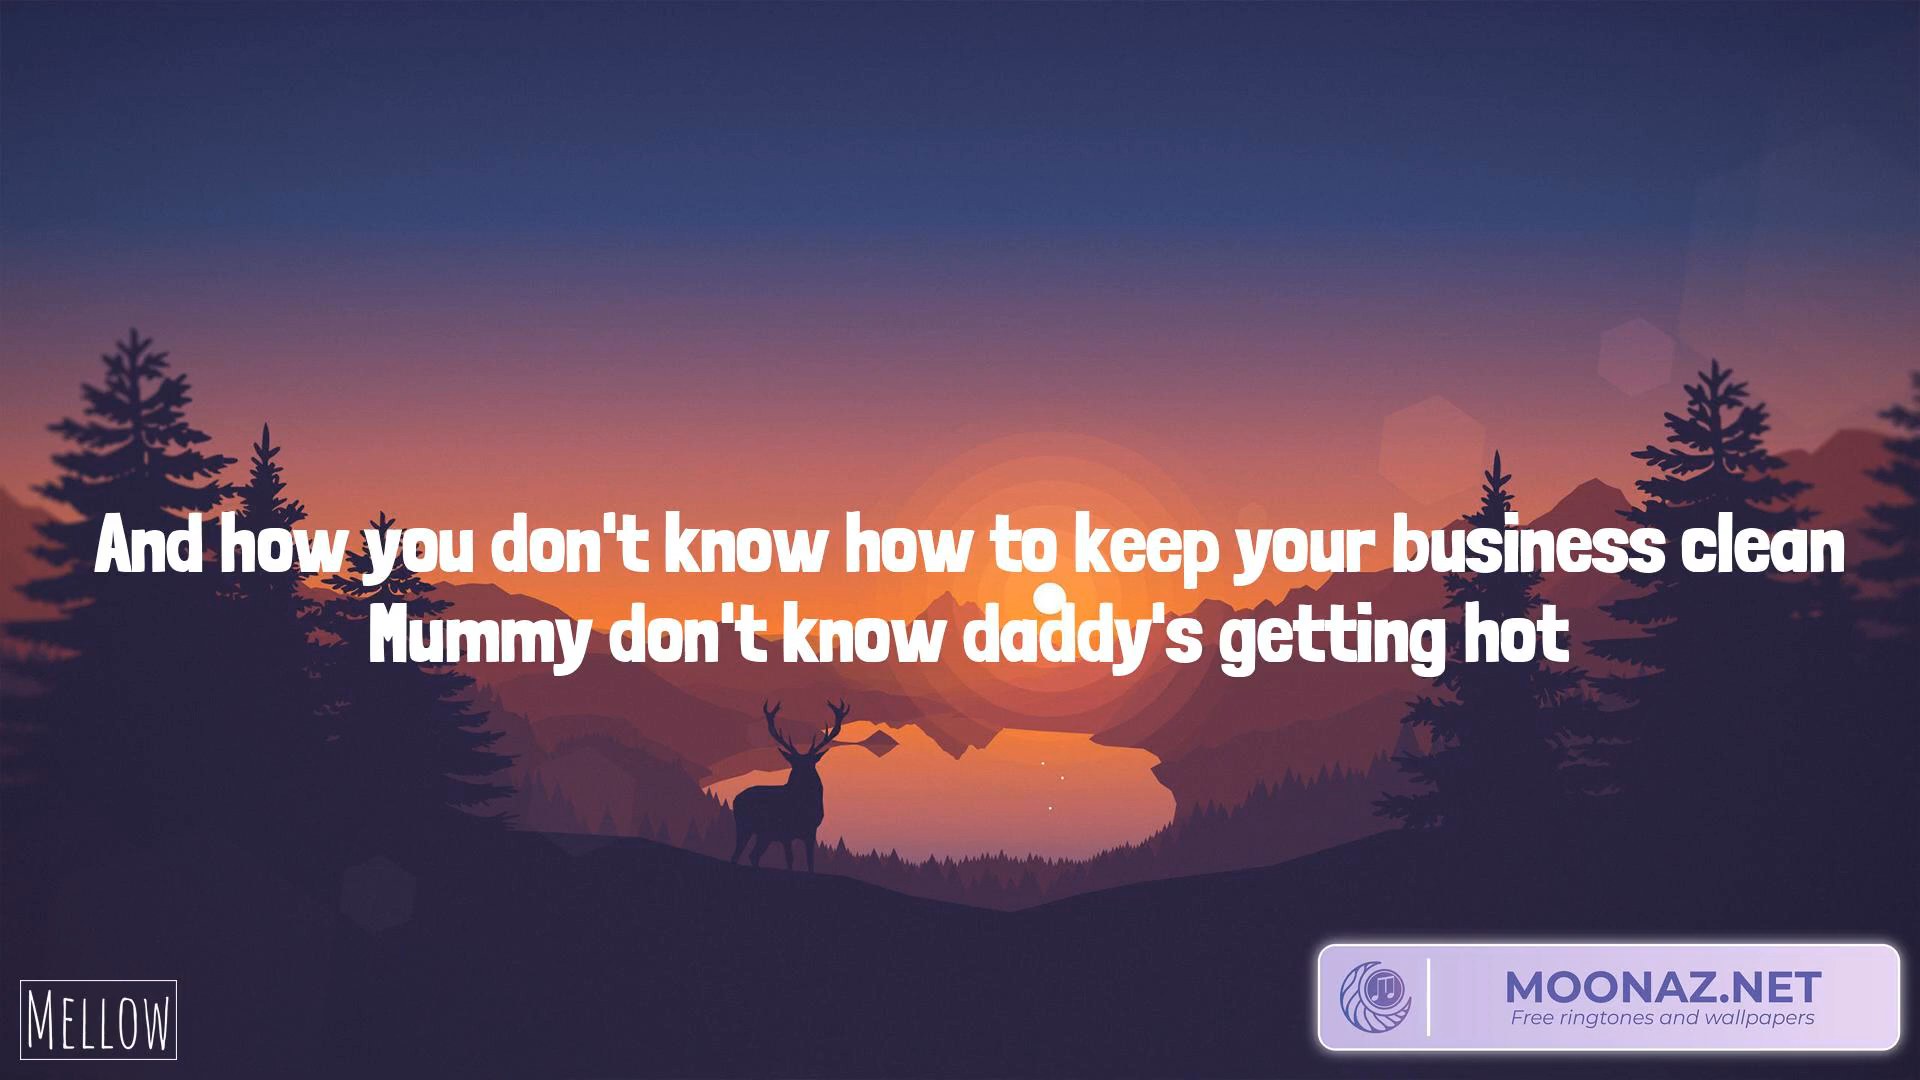 And how you don't know how to keep your business clean
Mummy don't know daddy's getting hot
MELLOW
MOONAZ.NET
Free ringtones and wallpapers